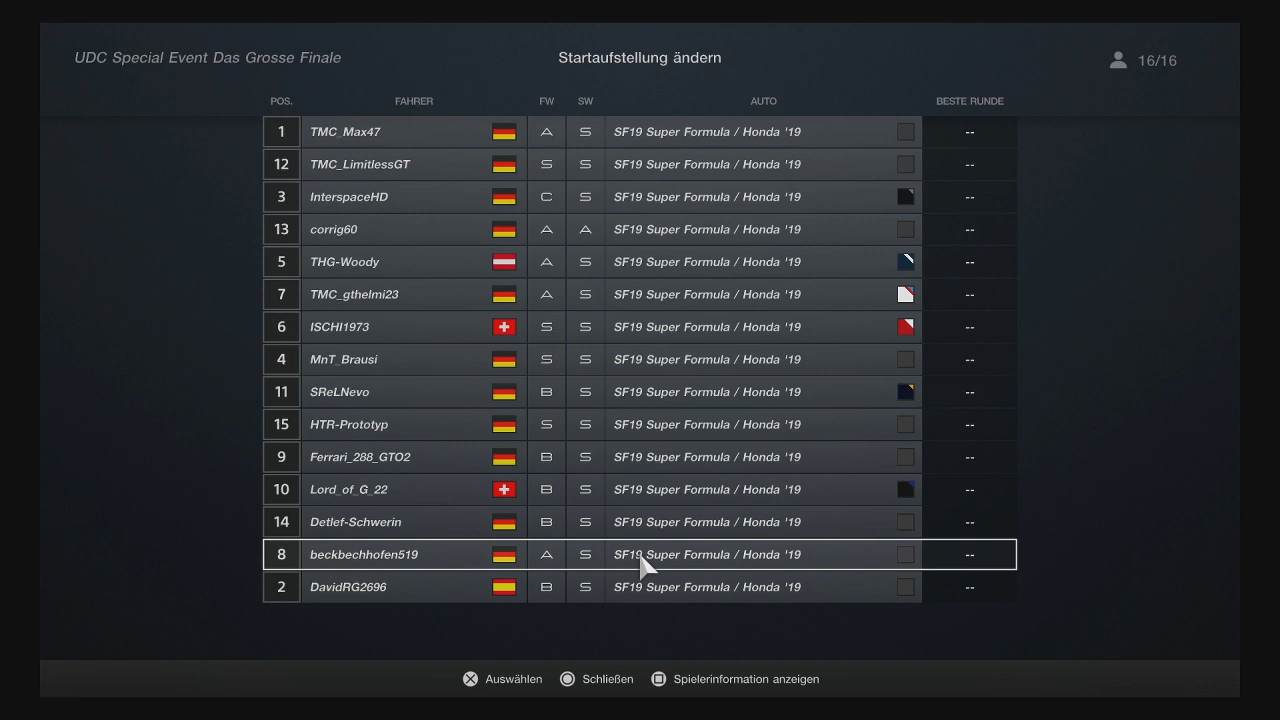 UDC Special Event Das Grosse Finale
Startaufstellung ändern
16/16
POS. FAHRER FW SW AUTO BESTE RUNDE
1 TMC_Max47 A S SF19 Super Formula / Honda '19 --
12 TMC_LimitlessGT S S SF19 Super Formula / Honda '19 --
3 InterspaceHD C S SF19 Super Formula / Honda '19 --
13 corrig60 A A SF19 Super Formula / Honda '19 --
5 THG-Woody A S SF19 Super Formula / Honda '19 --
7 TMC_gthelmi23 A S SF19 Super Formula / Honda '19 --
6 ISCHI1973 S S SF19 Super Formula / Honda '19 --
4 MnT_Brausi S S SF19 Super Formula / Honda '19 --
11 SReLNevo B S SF19 Super Formula / Honda '19 --
15 HTR-Prototyp S S SF19 Super Formula / Honda '19 --
9 Ferrari_288_GTO2 B S SF19 Super Formula / Honda '19 --
10 Lord_of_G_22 B S SF19 Super Formula / Honda '19 --
14 Detlef-Schwerin B S SF19 Super Formula / Honda '19 --
8 beckbechhofen519 A S SF19 Super Formula / Honda '19 --
2 DavidRG2696 B S SF19 Super Formula / Honda '19 --
Auswählen Schließen Spielerinformation anzeigen